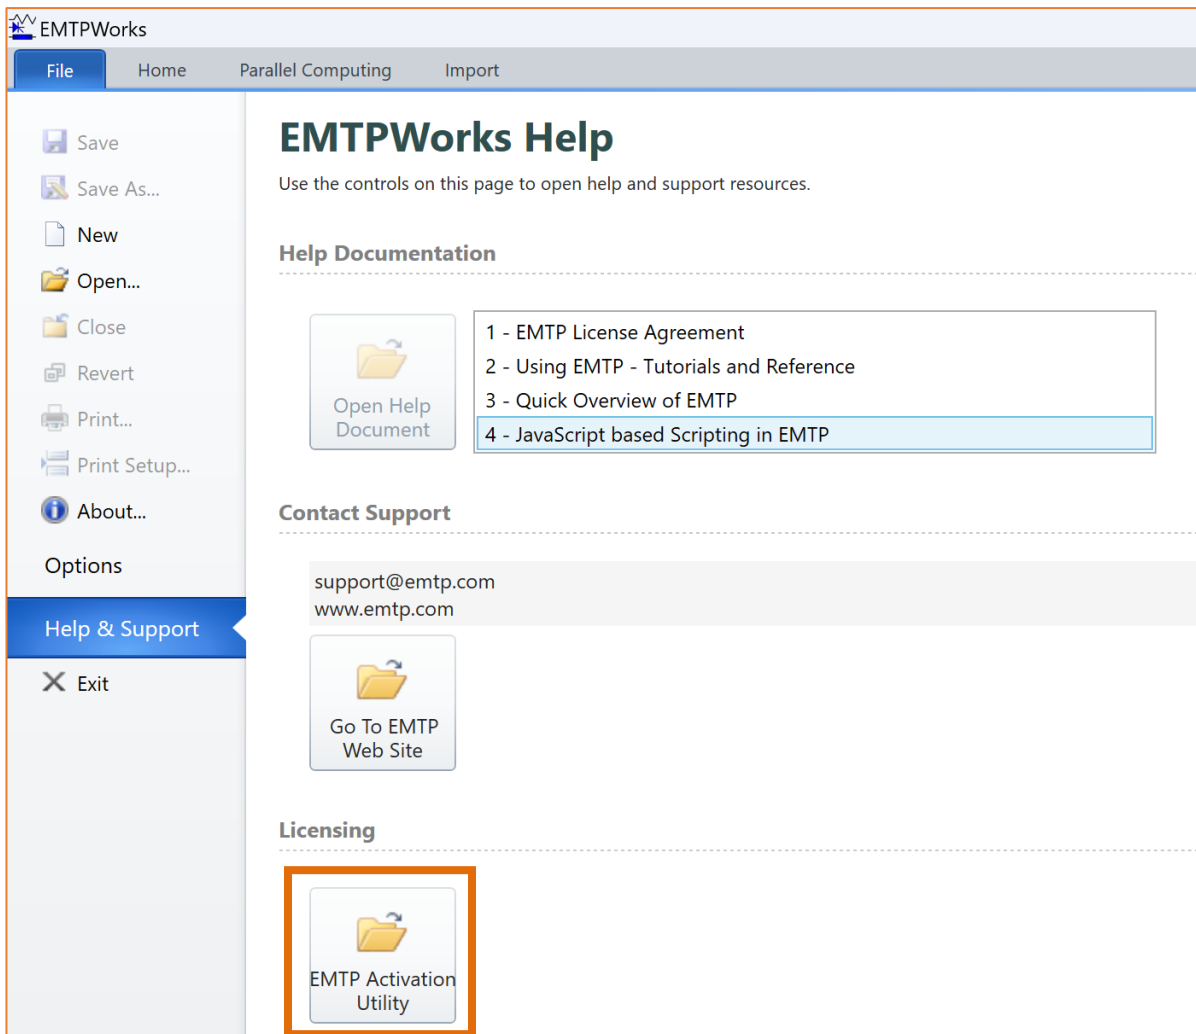 EMTPWorks
File Home Parallel Computing Import
Save
Save As...
New
Open...
Close
Revert
Print...
Print Setup...
About...
Options
Help & Support
Exit
EMTPWorks Help
Use the controls on this page to open help and support resources.
Help Documentation
Open Help
Document
1 - EMTP License Agreement
2 - Using EMTP - Tutorials and Reference
3 - Quick Overview of EMTP
4 - JavaScript based Scripting in EMTP
Contact Support
support@emtp.com
www.emtp.com
Go To EMTP
Web Site
Licensing
EMTP Activation
Utility